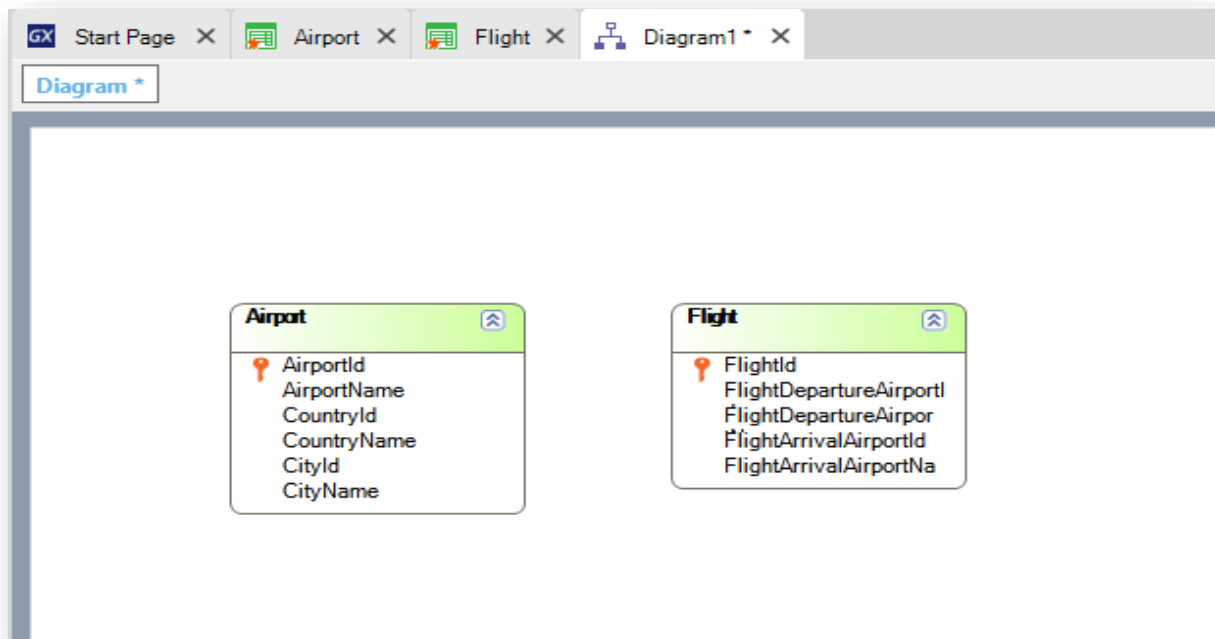 GX Start Page Airport Flight Diagram1 *
Diagram *
Airport
AirportId
AirportName
CountryId
CountryName
CityId
CityName
Flight
FlightId
FlightDepartureAirportI
FlightDepartureAirpor
FlightArrivalAirportId
FlightArrivalAirportNa